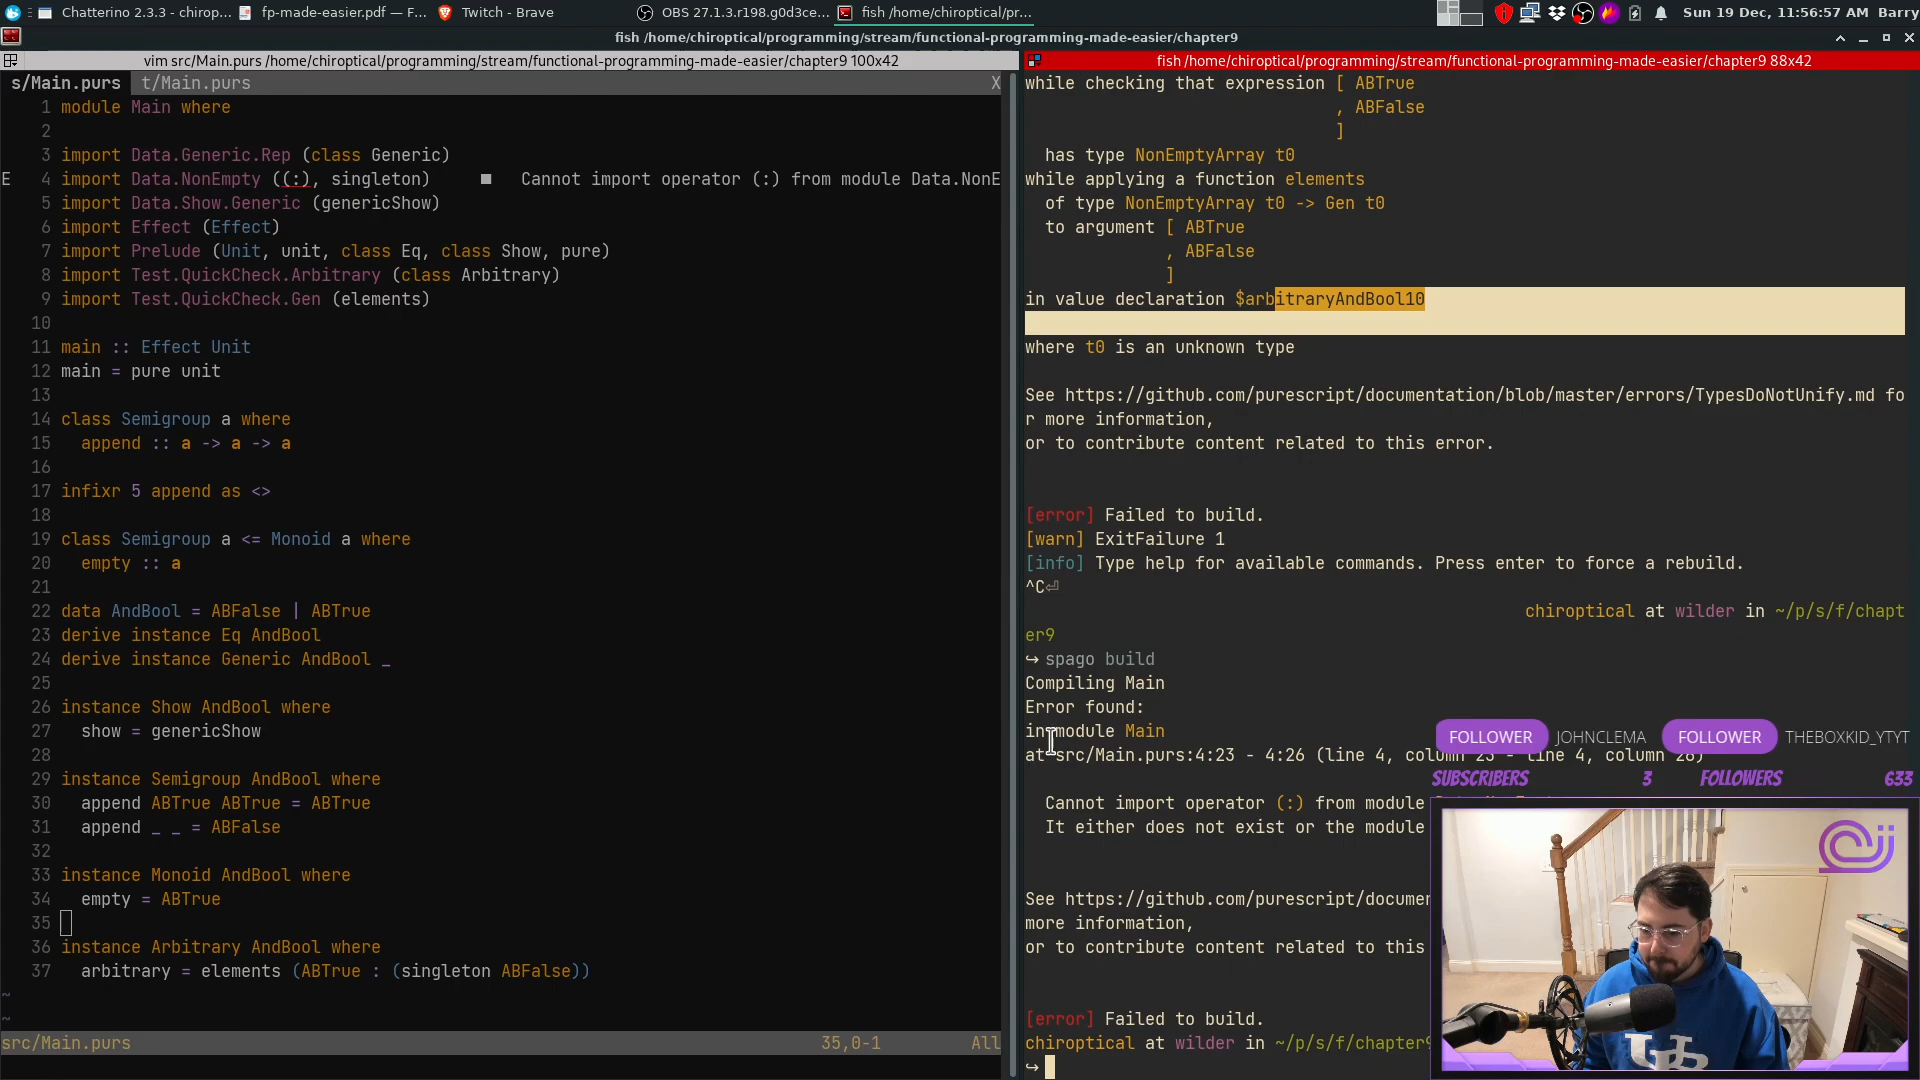 Chatterino 2.3.3 - chirop...
fp-made-easier.pdf — F...
Twitch - Brave
OBS 27.1.3.r198.g0d3ce...
fish /home/chiroptical/pr...
Sun 19 Dec, 11:56:57 AM Barry
fish /home/chiroptical/programming/stream/functional-programming-made-easier/chapter9
vim src/Main.purs /home/chiroptical/programming/stream/functional-programming-made-easier/chapter9 100x42
s/Main.purs t/Main.purs X
1 module Main where
2
3 import Data.Generic.Rep (class Generic)
E 4 import Data.NonEmpty ((:), singleton) ■ Cannot import operator (:) from module Data.NonE
5 import Data.Show.Generic (genericShow)
6 import Effect (Effect)
7 import Prelude (Unit, unit, class Eq, class Show, pure)
8 import Test.QuickCheck.Arbitrary (class Arbitrary)
9 import Test.QuickCheck.Gen (elements)
10
11 main :: Effect Unit
12 main = pure unit
13
14 class Semigroup a where
15 append :: a -> a -> a
16
17 infixr 5 append as <>
18
19 class Semigroup a <= Monoid a where
20 empty :: a
21
22 data AndBool = ABFalse | ABTrue
23 derive instance Eq AndBool
24 derive instance Generic AndBool _
25
26 instance Show AndBool where
27 show = genericShow
28
29 instance Semigroup AndBool where
30 append ABTrue ABTrue = ABTrue
31 append _ _ = ABFalse
32
33 instance Monoid AndBool where
34 empty = ABTrue
35
36 instance Arbitrary AndBool where
37 arbitrary = elements (ABTrue : (singleton ABFalse))
~
~
src/Main.purs 35,0-1 All
fish /home/chiroptical/programming/stream/functional-programming-made-easier/chapter9 88x42
while checking that expression [ ABTrue
, ABFalse
]
has type NonEmptyArray t0
while applying a function elements
of type NonEmptyArray t0 -> Gen t0
to argument [ ABTrue
, ABFalse
]
in value declaration $arbitraryAndBool10
where t0 is an unknown type
See https://github.com/purescript/documentation/blob/master/errors/TypesDoNotUnify.md fo
r more information,
or to contribute content related to this error.
[error] Failed to build.
[warn] ExitFailure 1
[info] Type help for available commands. Press enter to force a rebuild.
^C⏎
chiroptical at wilder in ~/p/s/f/chapt
er9
↪ spago build
Compiling Main
Error found:
in module Main
at src/Main.purs:4:23 - 4:26 (line 4, column 23 - line 4, column 26)
Cannot import operator (:) from module
It either does not exist or the module
See https://github.com/purescript/documen
more information,
or to contribute content related to this
[error] Failed to build.
chiroptical at wilder in ~/p/s/f/chapter9
↪
FOLLOWER JOHNCLEMA FOLLOWER THEBOXKID_YTYT
SUBSCRIBERS 3 FOLLOWERS 633